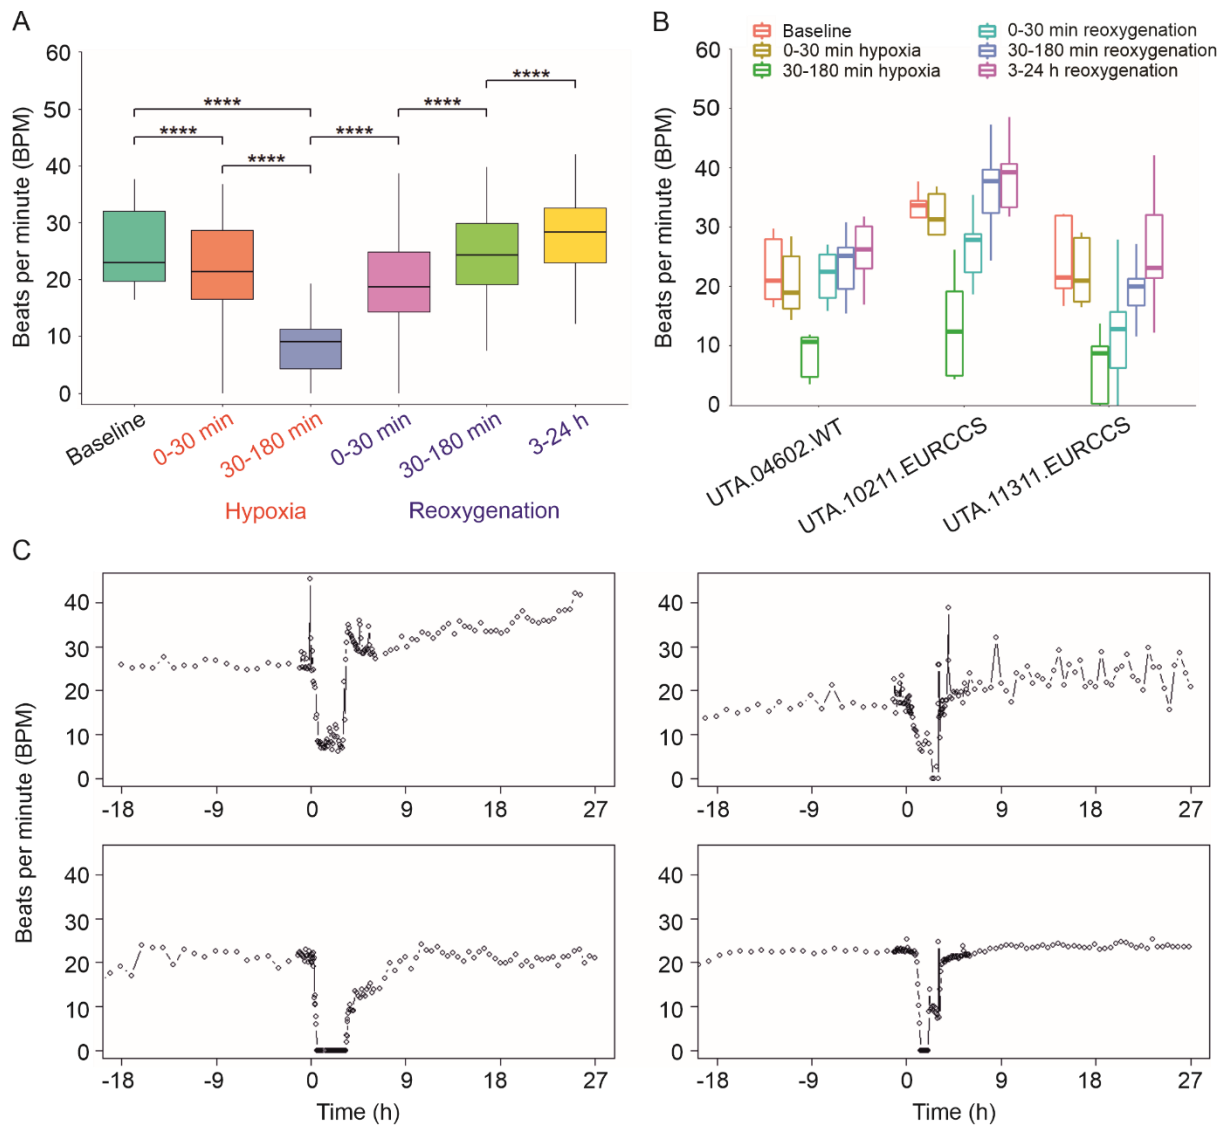 A
Beats per minute (BPM)
60
50
40
30
20
10
0
****
****
****
****
****
****
Baseline
0-30 min
30-180 min
0-30 min
30-180 min
3-24 h
Hypoxia
Reoxygenation
B
Baseline
0-30 min hypoxia
30-180 min hypoxia
0-30 min reoxygenation
30-180 min reoxygenation
3-24 h reoxygenation
Beats per minute (BPM)
60
50
40
30
20
10
0
UTA.04602.WT
UTA.10211.EURCCS
UTA.11311.EURCCS
C
Beats per minute (BPM)
40
30
20
10
0
-18 -9 0 9 18 27
40
30
20
10
0
-18 -9 0 9 18 27
40
30
20
10
0
-18 -9 0 9 18 27
Time (h)
40
30
20
10
0
-18 -9 0 9 18 27
Time (h)